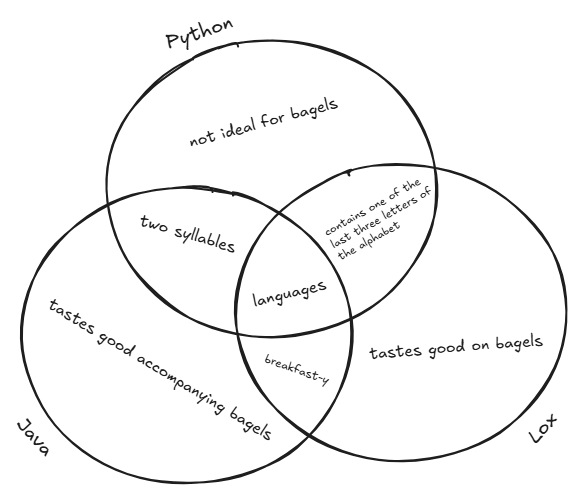 Python
not ideal for bagels
contains one of the
last three letters of
the alphabet
two syllables
languages
tastes good accompanying bagels
breakfast-y
tastes good on bagels
Java
Lox